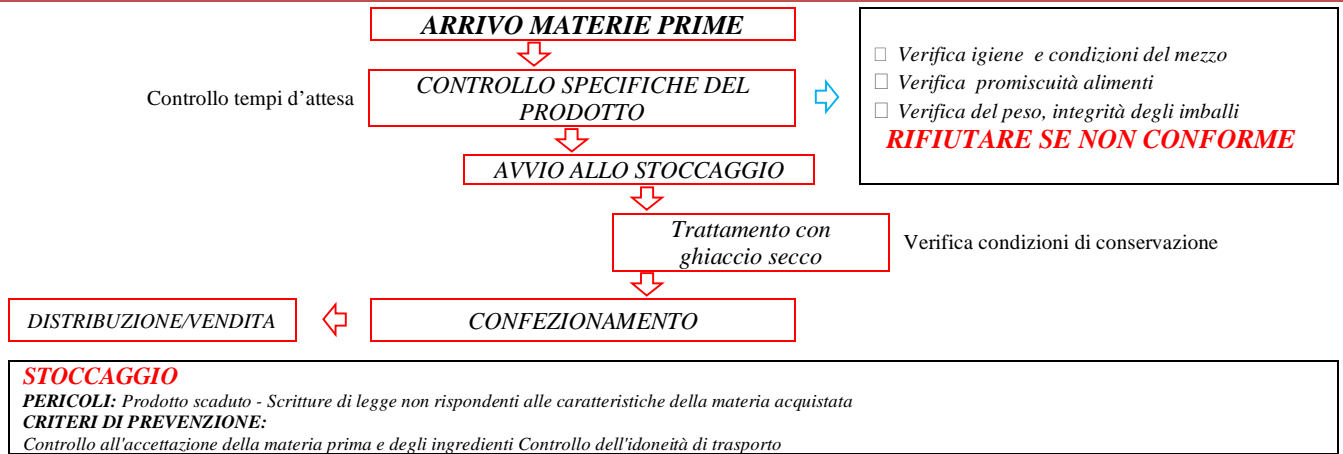 ARRIVO MATERIE PRIME
Controllo tempi d'attesa
CONTROLLO SPECIFICHE DEL
PRODOTTO
□ Verifica igiene e condizioni del mezzo
□ Verifica promiscuità alimenti
□ Verifica del peso, integrità degli imballi
RIFIUTARE SE NON CONFORME
AVVIO ALLO STOCCAGGIO
Trattamento con
ghiaccio secco
Verifica condizioni di conservazione
DISTRIBUZIONE/VENDITA
CONFEZIONAMENTO
STOCCAGGIO
PERICOLI: Prodotto scaduto - Scritture di legge non rispondenti alle caratteristiche della materia acquistata
CRITERI DI PREVENZIONE:
Controllo all'accettazione della materia prima e degli ingredienti Controllo dell'idoneità di trasporto